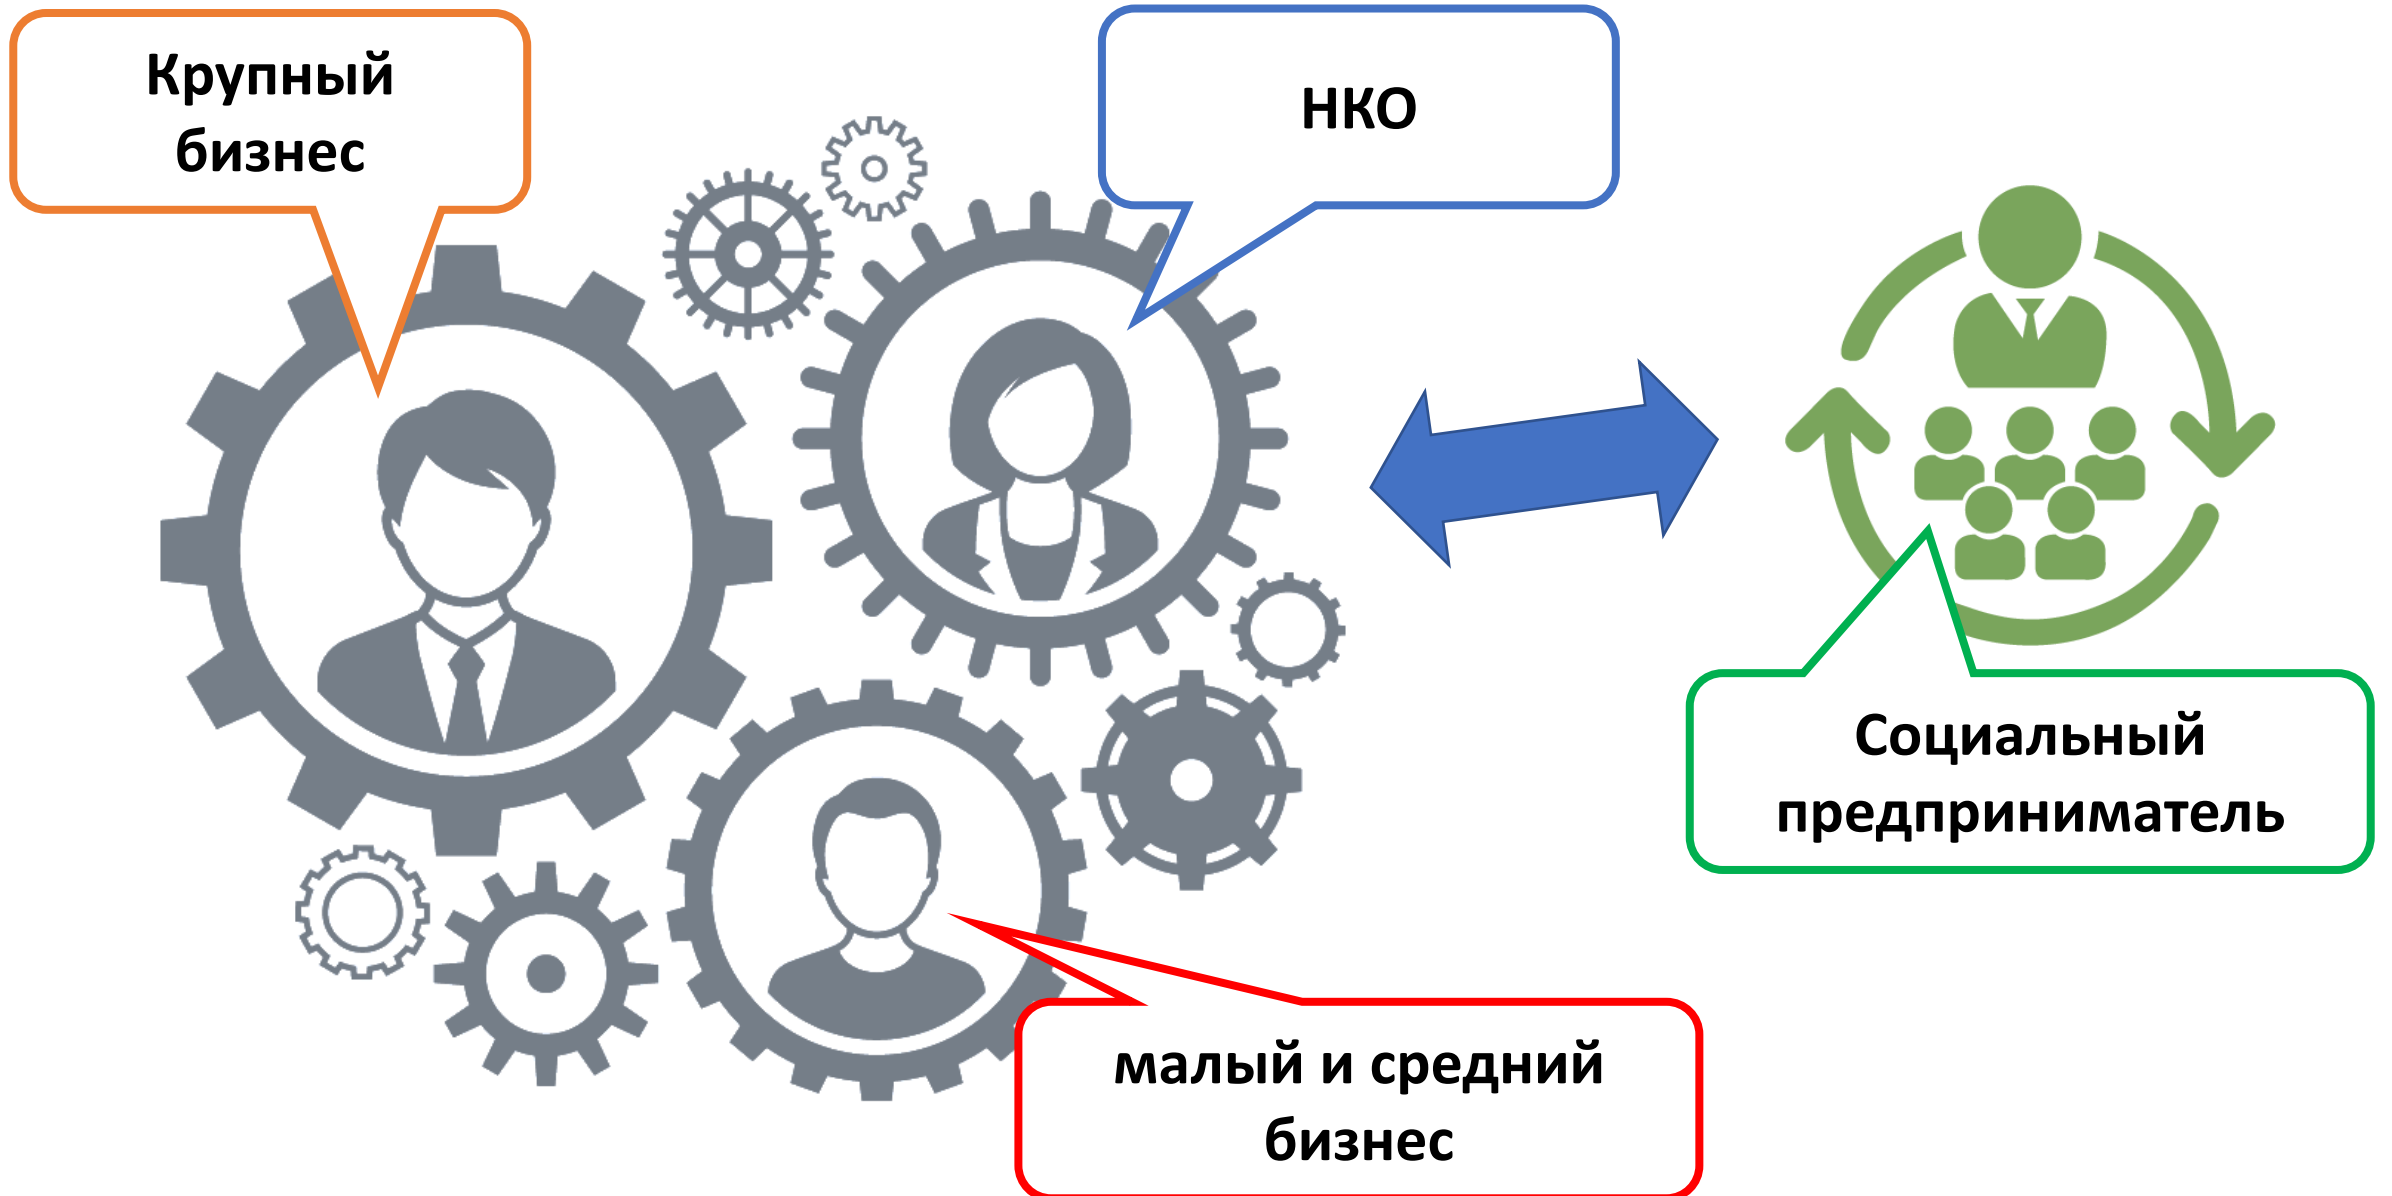 Крупный
бизнес
НКО
Социальный
предприниматель
малый и средний
бизнес